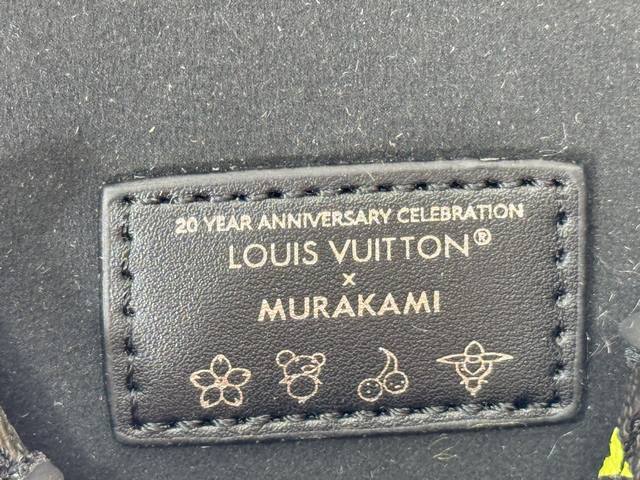 20 YEAR ANNIVERSARY CELEBRATION
LOUIS VUITTON®
×
MURAKAMI